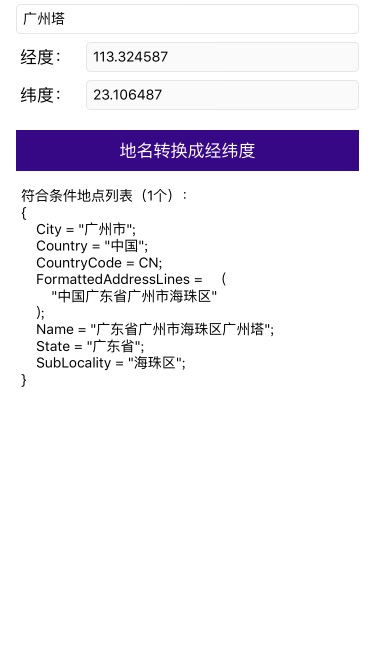 广州塔
经度： 113.324587
纬度： 23.106487
地名转换成经纬度
符合条件地点列表（1个）：
{
    City = "广州市";
    Country = "中国";
    CountryCode = CN;
    FormattedAddressLines =     (
        "中国广东省广州市海珠区"
    );
    Name = "广东省广州市海珠区广州塔";
    State = "广东省";
    SubLocality = "海珠区";
}